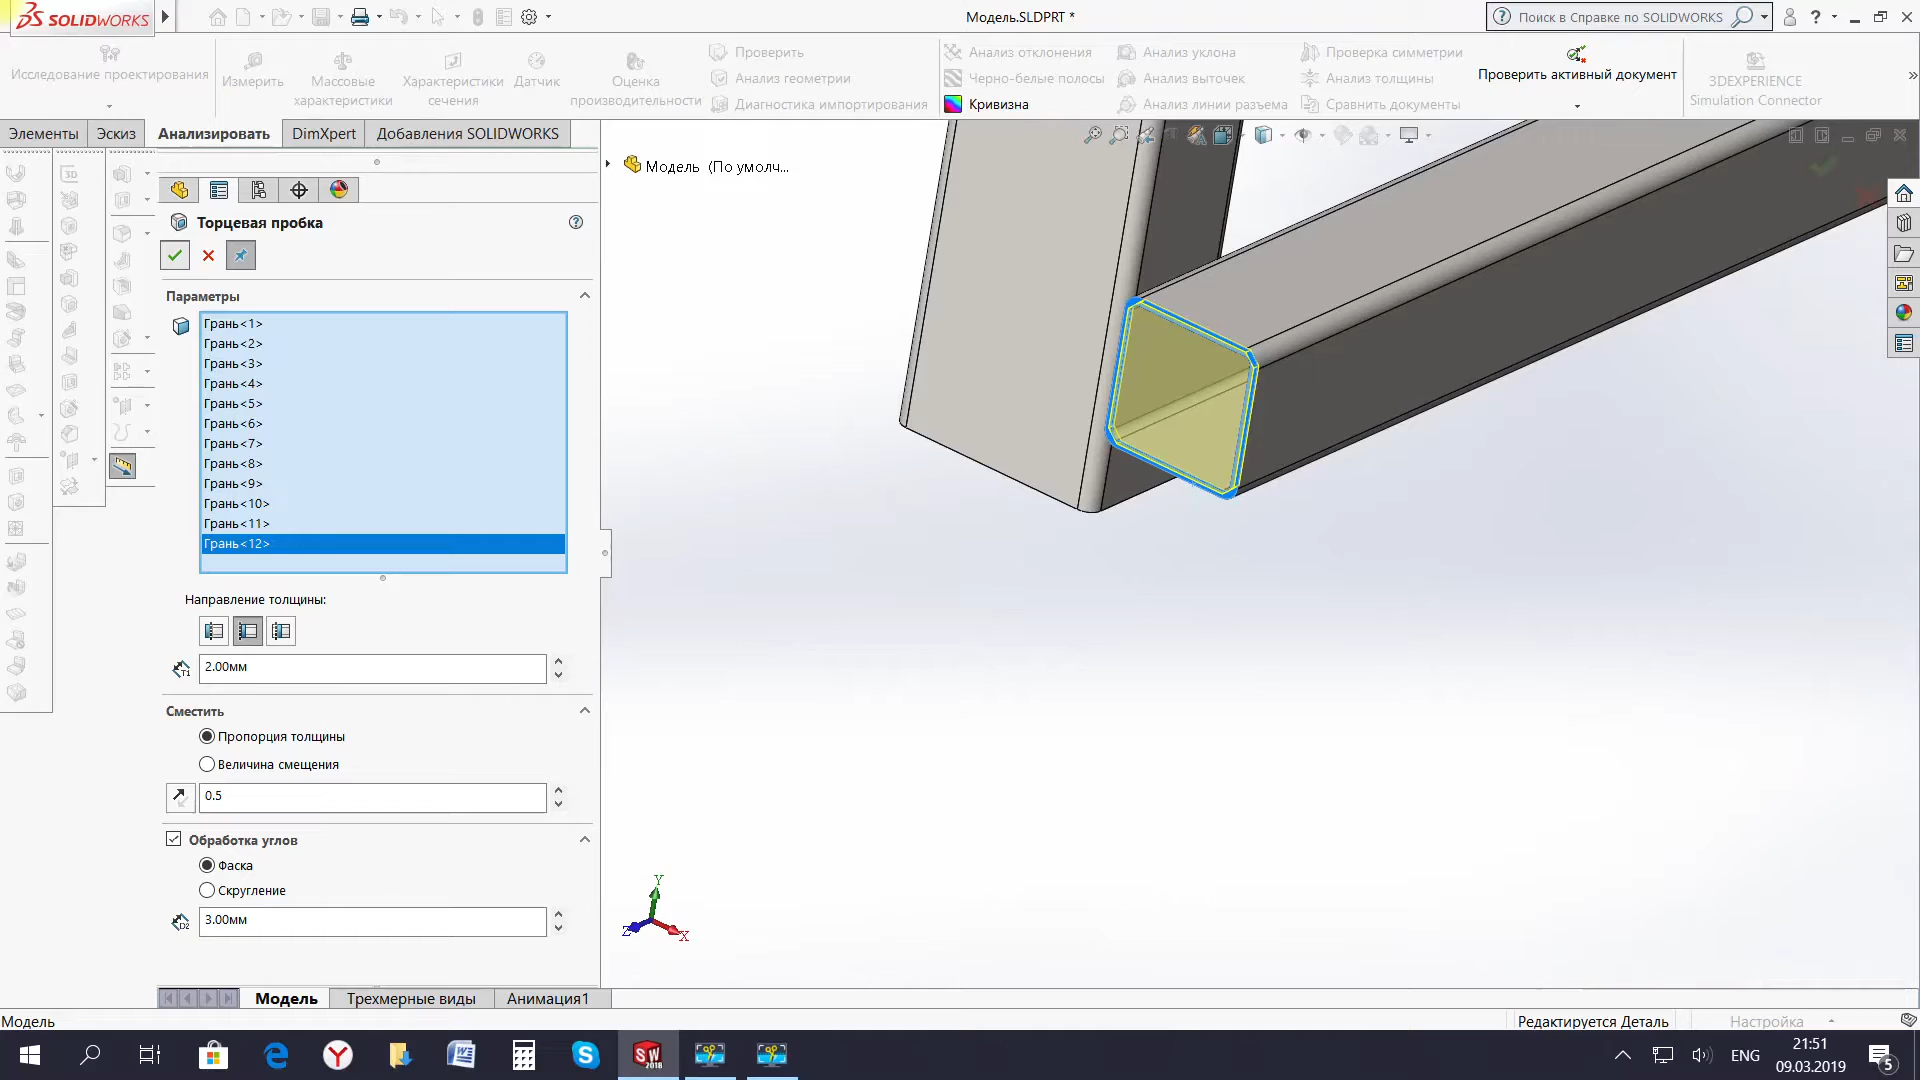 SOLIDWORKS
Модель.SLDPRT *
Поиск в Справке по SOLIDWORKS
?
Исследование проектирования
Измерить
Массовые характеристики
Характеристики сечения
Датчик
Оценка производительности
Проверить
Анализ геометрии
Диагностика импортирования
Анализ отклонения
Черно-белые полосы
Кривизна
Анализ уклона
Анализ выточек
Анализ линии разъема
Проверка симметрии
Анализ толщины
Сравнить документы
Проверить активный документ
3DEXPERIENCE
Simulation Connector
Элементы
Эскиз
Анализировать
DimXpert
Добавления SOLIDWORKS
3D
Модель (По умолч...
Торцевая пробка
Параметры
Грань<1>
Грань<2>
Грань<3>
Грань<4>
Грань<5>
Грань<6>
Грань<7>
Грань<8>
Грань<9>
Грань<10>
Грань<11>
Грань<12>
Направление толщины:
T1
2.00мм
Сместить
Пропорция толщины
Величина смещения
0.5
Обработка углов
Фаска
Скругление
D2
3.00мм
Y
Z
X
Модель
Трехмерные виды
Анимация1
Модель
Редактируется Деталь
Настройка
SW
2018
ENG
21:51
09.03.2019
5